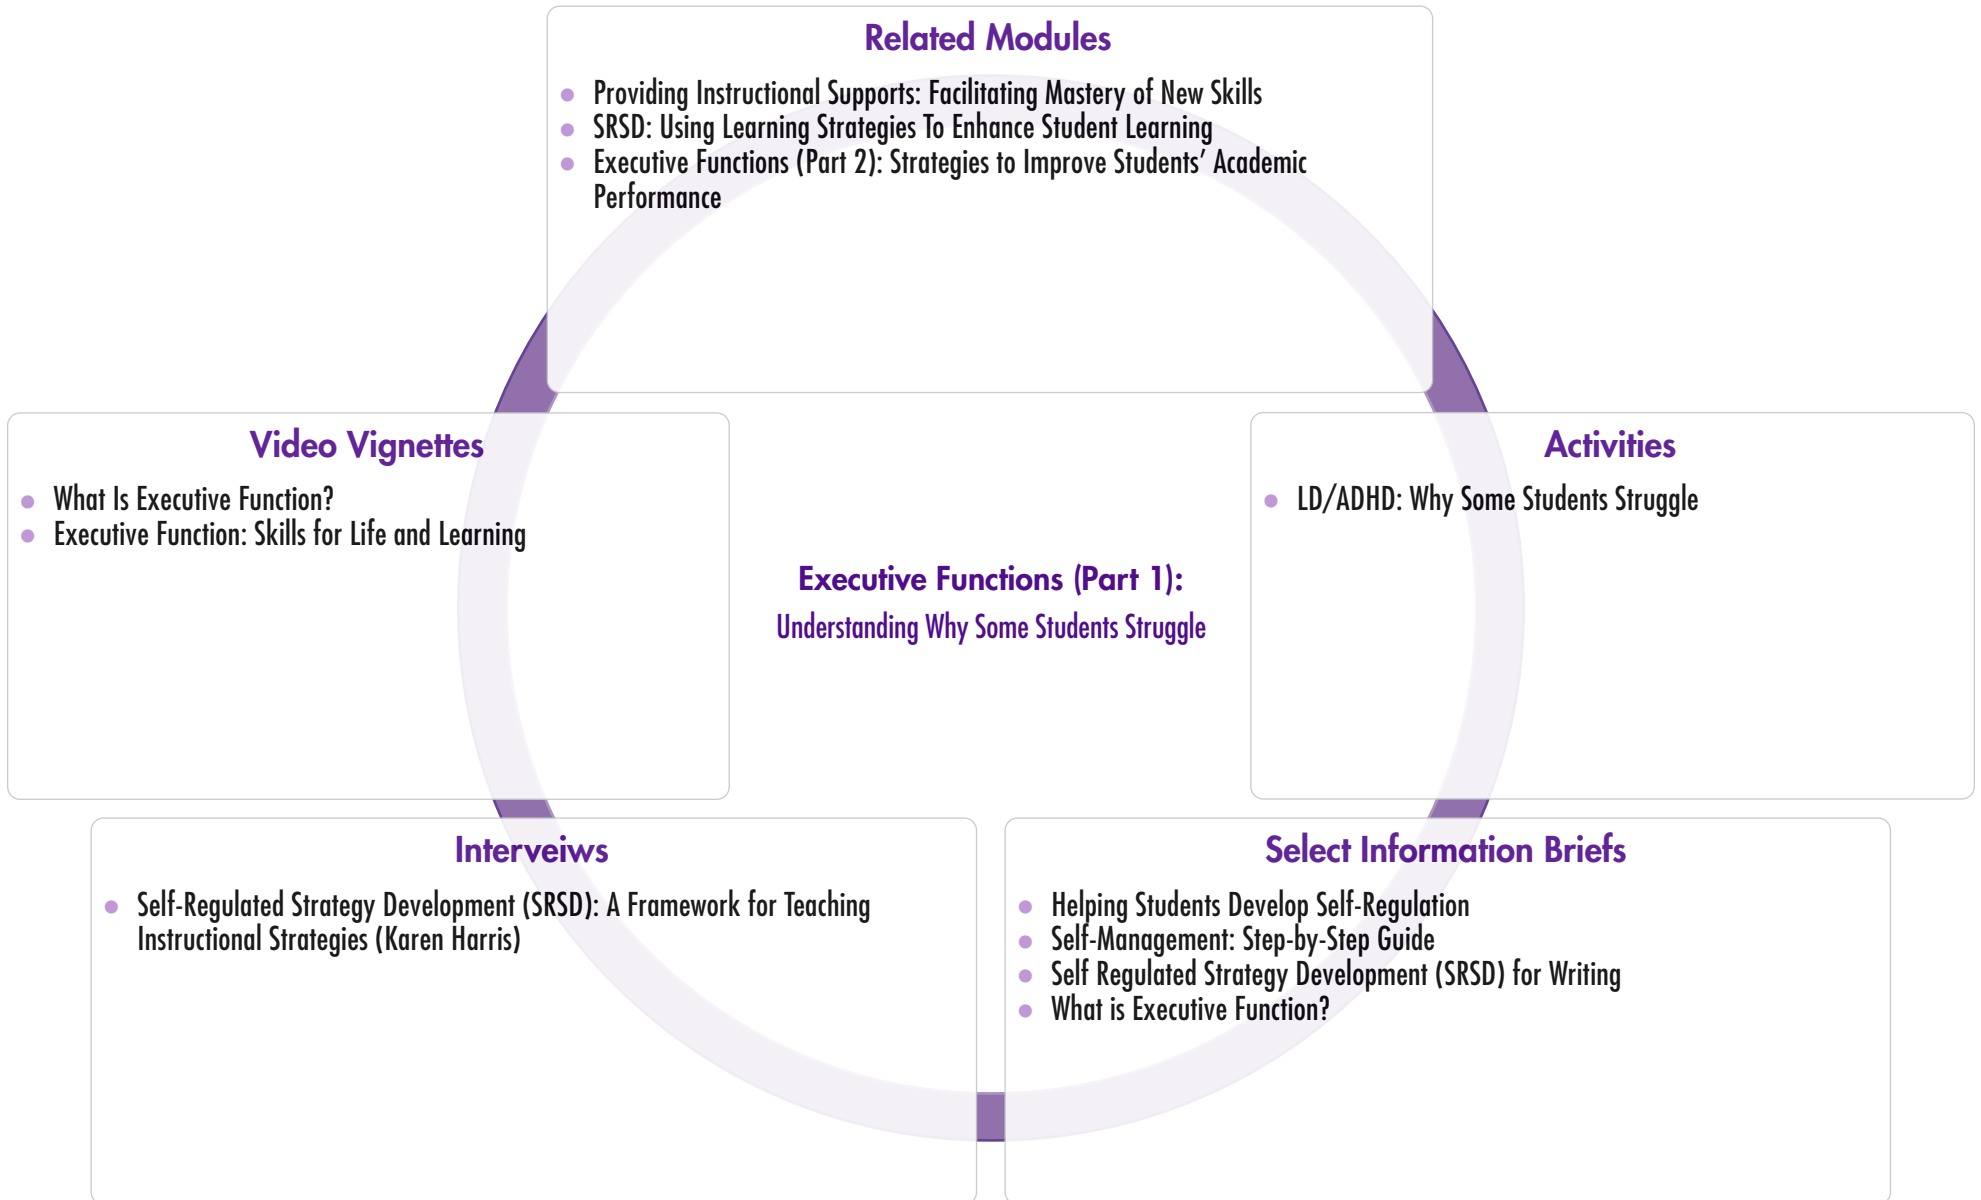 Related Modules
Providing Instructional Supports: Facilitating Mastery of New Skills
SRSD: Using Learning Strategies To Enhance Student Learning
Executive Functions (Part 2): Strategies to Improve Students’ Academic
Performance
Video Vignettes
What Is Executive Function?
Executive Function: Skills for Life and Learning
Executive Functions (Part 1):
Understanding Why Some Students Struggle
Activities
LD/ADHD: Why Some Students Struggle
Interveiws
Self-Regulated Strategy Development (SRSD): A Framework for Teaching
Instructional Strategies (Karen Harris)
Select Information Briefs
Helping Students Develop Self-Regulation
Self-Management: Step-by-Step Guide
Self Regulated Strategy Development (SRSD) for Writing
What is Executive Function?